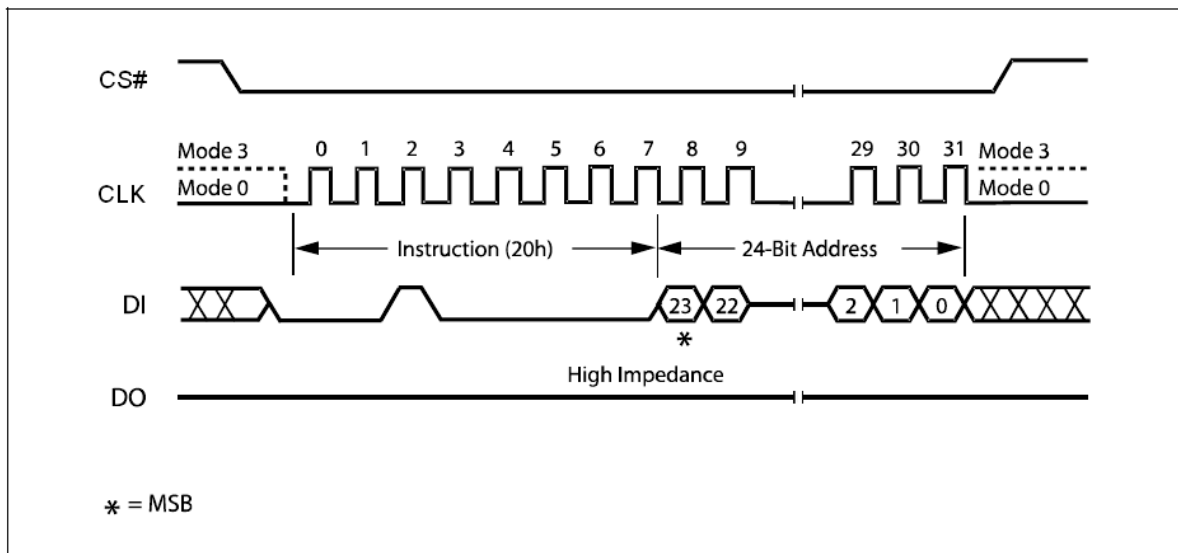 CS#
Mode 3 0 1 2 3 4 5 6 7 8 9 29 30 31 Mode 3
CLK Mode 0 Mode 0
Instruction (20h) 24-Bit Address
DI 23 22 2 1 0
*
High Impedance
DO
* = MSB